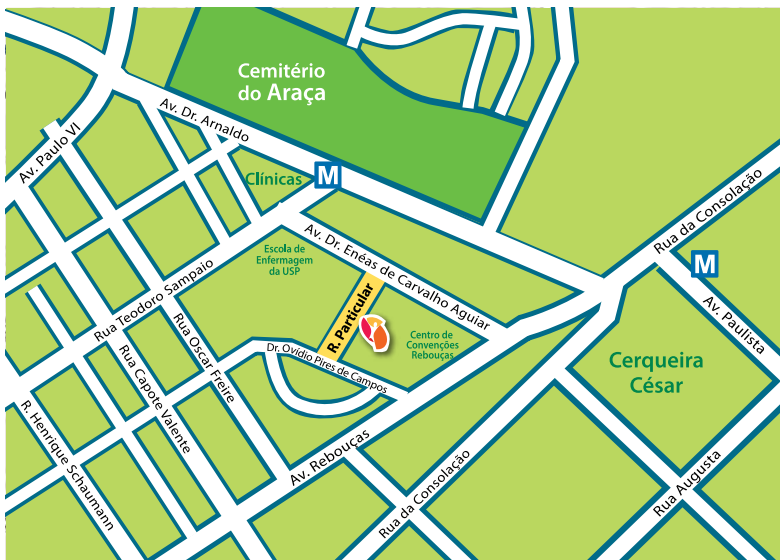 Cemitério
do Araça
Av. Dr. Arnaldo
Av. Paulo VI
Clínicas
M
Rua da Consolação
Av. Dr. Enéas de Carvalho Aguiar
Escola de
Enfermagem
da USP
M
Rua Teodoro Sampaio
R. Particular
Av. Paulista
Rua Oscar Freire
Centro de
Convenções
Rebouças
Dr. Ovídio Pires de Campos
Cerqueira
César
Rua Capote Valente
R. Henrique Schaumann
Av. Rebouças
Rua da Consolação
Rua Augusta